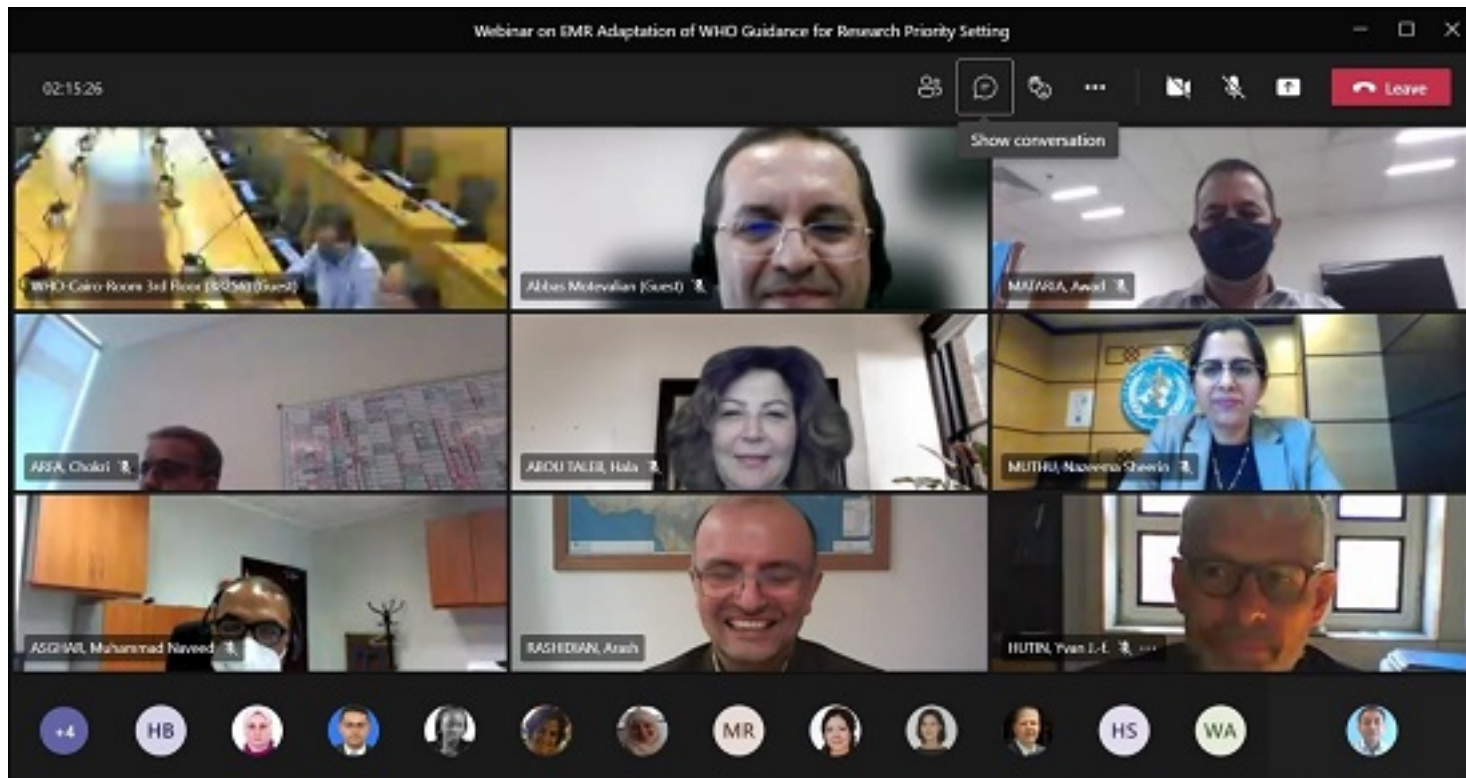 Webinar on EMR Adaptation of WHO Guidance for Research Priority Setting
02:15:26
Leave
Show conversation
WHO-Cairo-Room 3rd Floor (Guest)
Abbas Motevalian (Guest)
MATARIA, Awad
ARFA, Chokri
ABOU TALEB, Hala
MUTHU, Nazeema Sheerin
ASGHAR, Muhammad Naveed
RASHIDIAN, Arash
HUTIN, Yvan J.-F.
+4
HB
MR
HS
WA